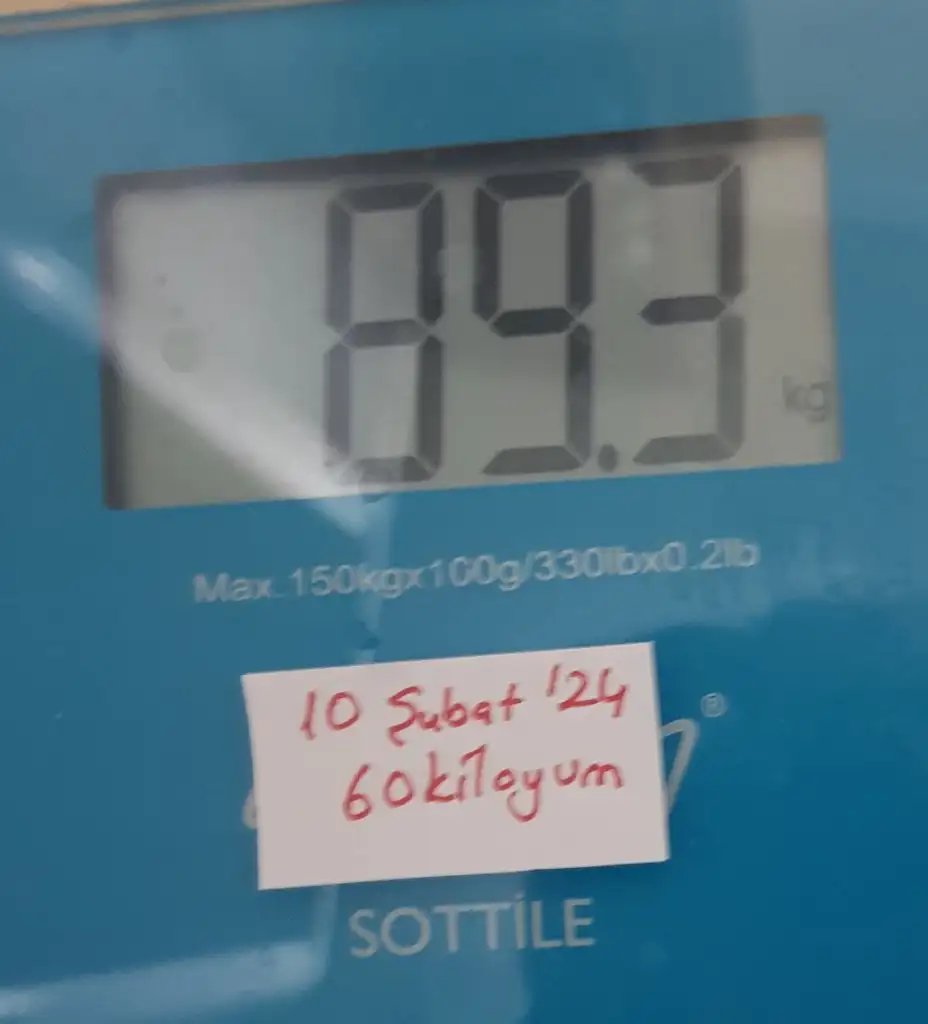 89.3 kg
Max.150kgx100g/330lbx0.2lb
10 Şubat '24
®
60kiloyum
SOTTİLE